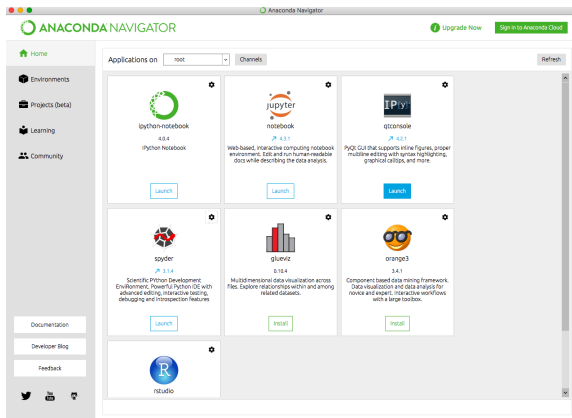 Anaconda Navigator
ANACONDA NAVIGATOR
Upgrade Now
Sign in to Anaconda Cloud
Home
Environments
Projects (beta)
Learning
Community
Documentation
Developer Blog
Feedback
You
Tube
Applications on
root
Channels
Refresh
ipython-notebook
4.0.4
IPython Notebook
Launch
jupyter
notebook
4.3.1
Web-based, interactive computing notebook
environment. Edit and run human-readable
docs while describing the data analysis.
Launch
IP[y]:
qtconsole
4.2.1
PyQt GUI that supports inline figures, proper
multiline editing with syntax highlighting,
graphical calltips, and more.
Launch
spyder
3.1.4
Scientific PYthon Development
EnviRonment. Powerful Python IDE with
advanced editing, interactive testing,
debugging and introspection features
Launch
glueviz
0.10.4
Multidimensional data visualization across
files. Explore relationships within and among
related datasets.
Install
orange3
3.4.1
Component based data mining framework.
Data visualization and data analysis for
novice and expert. Interactive workflows
with a large toolbox.
Install
R
rstudio